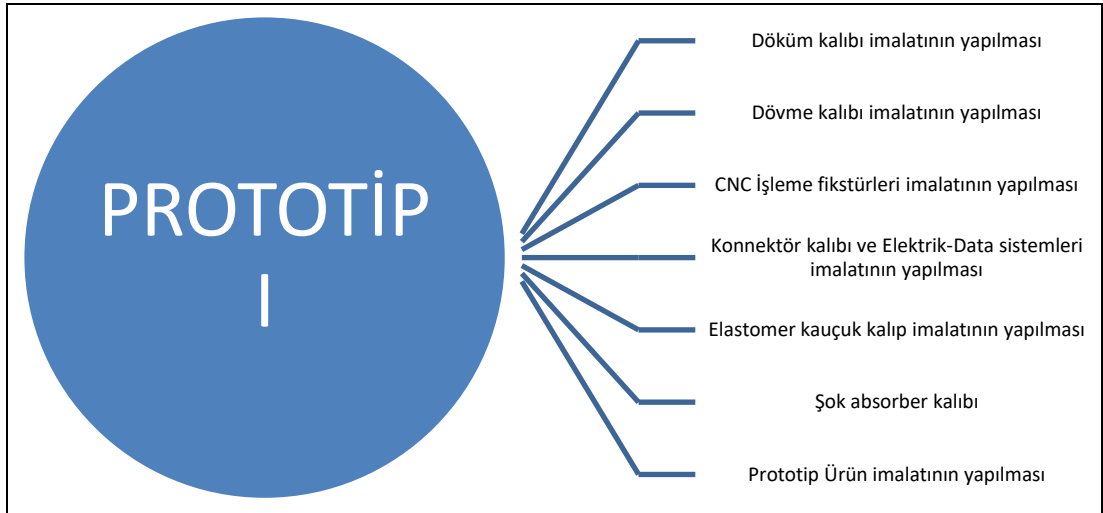 PROTOTİP
I
Döküm kalıbı imalatının yapılması
Dövme kalıbı imalatının yapılması
CNC İşleme fikstürleri imalatının yapılması
Konnektör kalıbı ve Elektrik-Data sistemleri
imalatının yapılması
Elastomer kauçuk kalıp imalatının yapılması
Şok absorber kalıbı
Prototip Ürün imalatının yapılması